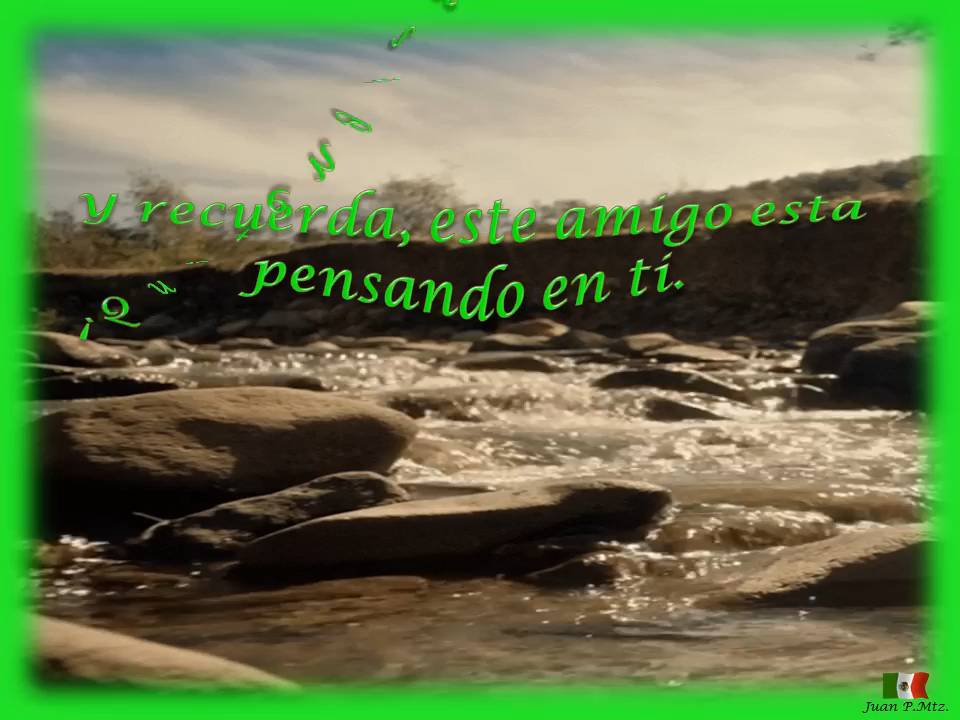 Y recuerda, este amigo esta
pensando en ti.
Juan P.Mtz.